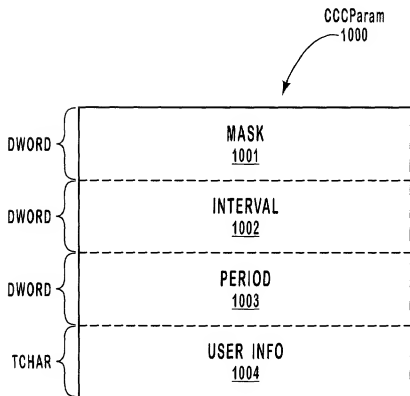 CCCParam
1000
DWORD
MASK
1001
DWORD
INTERVAL
1002
DWORD
PERIOD
1003
TCHAR
USER INFO
1004